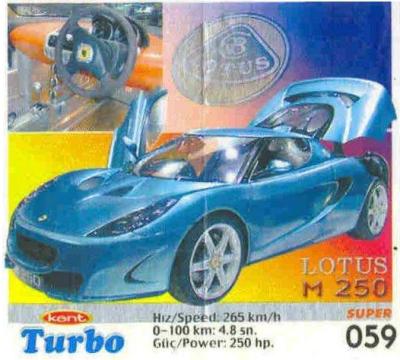 LOTUS
LOTUS
M 250
kent
Turbo
Hız/Speed: 265 km/h
0-100 km: 4.8 sn.
Güç/Power: 250 hp.
SUPER
059